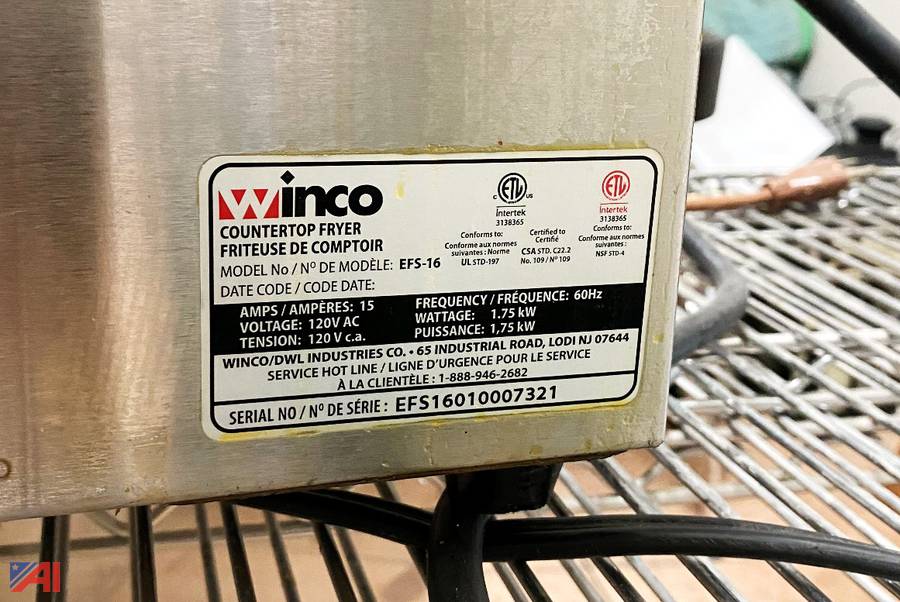 winco
COUNTERTOP FRYER
FRITEUSE DE COMPTOIR
MODEL No / Nº DE MODÈLE: EFS-16
DATE CODE / CODE DATE:
C ETL US
Intertek
3138365
Conforms to:
Conforme aux normes
suivantes : Norme
UL STD-197
Certified to
Certifié
CSA STD. C22.2
No. 109 / Nº 109
ETL
Intertek
3138365
Conforms to:
Conforme aux normes
suivantes :
NSF STD-4
AMPS / AMPÈRES: 15
VOLTAGE: 120V AC
TENSION: 120 V c.a.
FREQUENCY / FRÉQUENCE: 60Hz
WATTAGE: 1.75 kW
PUISSANCE: 1,75 kW
WINCO/DWL INDUSTRIES CO. • 65 INDUSTRIAL ROAD, LODI NJ 07644
SERVICE HOT LINE / LIGNE D'URGENCE POUR LE SERVICE
À LA CLIENTÈLE : 1-888-946-2682
SERIAL NO / Nº DE SÉRIE : EFS16010007321
AI